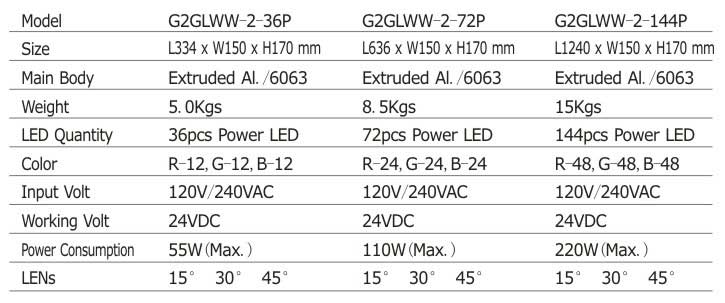 Model G2GLWW-2-36P G2GLWW-2-72P G2GLWW-2-144P
Size L334 x W150 x H170 mm L636 x W150 x H170 mm L1240 x W150 x H170 mm
Main Body Extruded Al./6063 Extruded Al./6063 Extruded Al./6063
Weight 5.0Kgs 8.5Kgs 15Kgs
LED Quantity 36pcs Power LED 72pcs Power LED 144pcs Power LED
Color R-12, G-12, B-12 R-24, G-24, B-24 R-48, G-48, B-48
Input Volt 120V/240VAC 120V/240VAC 120V/240VAC
Working Volt 24VDC 24VDC 24VDC
Power Consumption 55W(Max.) 110W(Max.) 220W(Max.)
LENs 15° 30° 45° 15° 30° 45° 15° 30° 45°